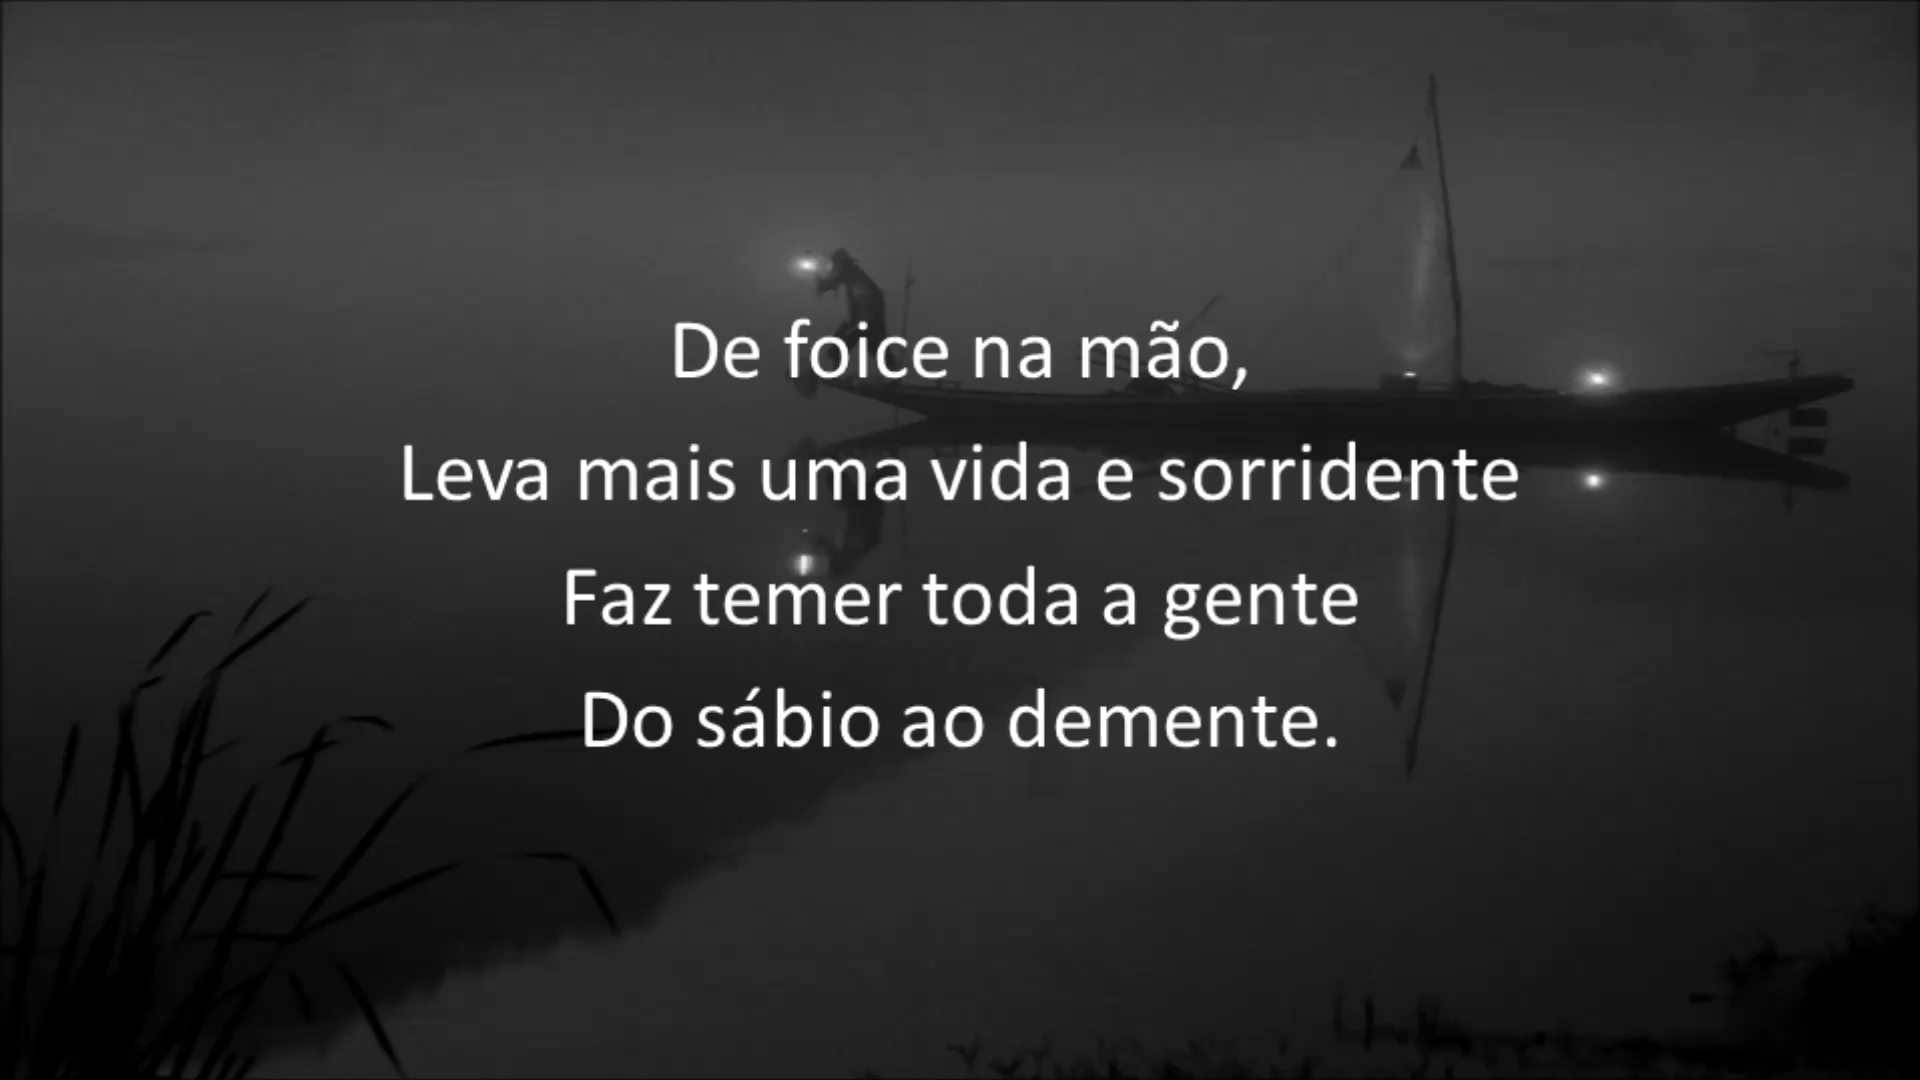 De foice na mão,
Leva mais uma vida e sorridente
Faz temer toda a gente
Do sábio ao demente.